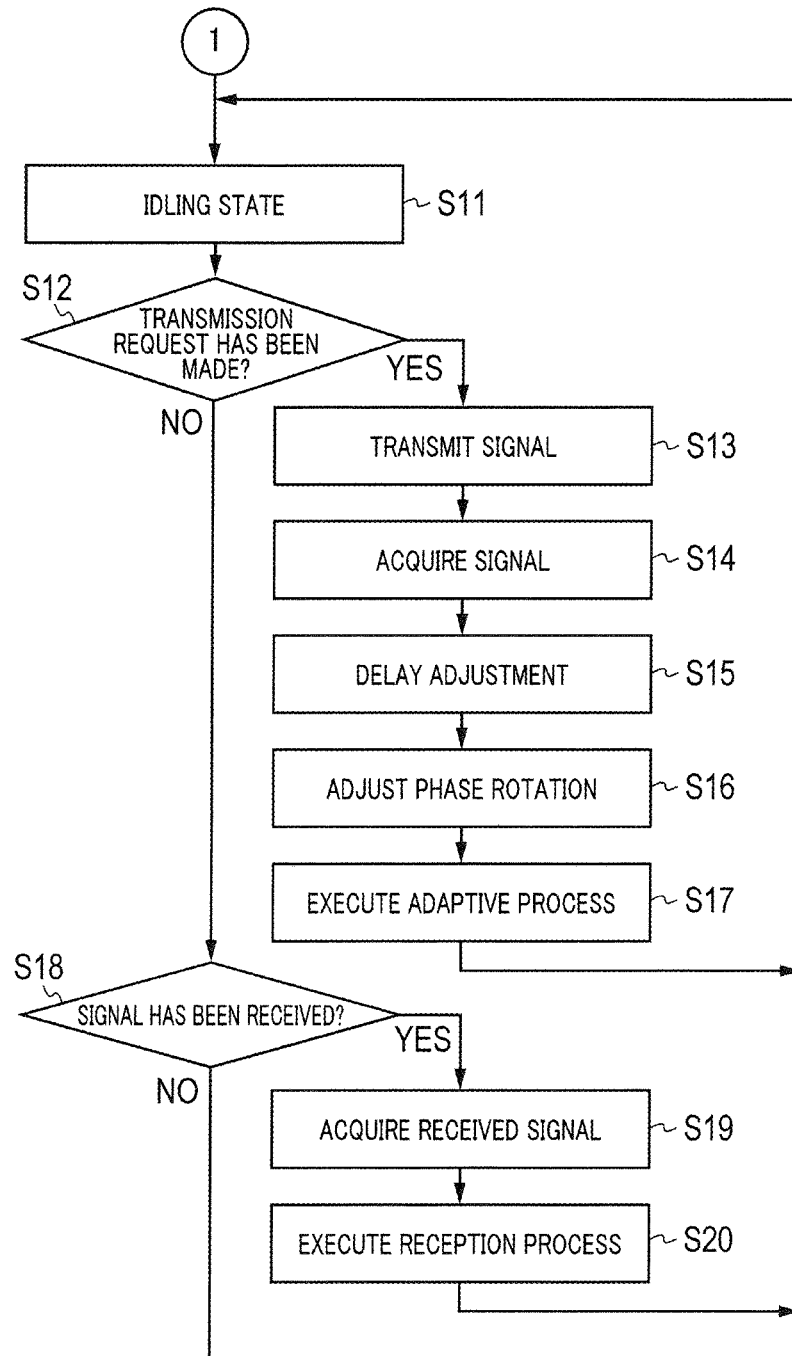 1
IDLING STATE
S11
S12
TRANSMISSION
REQUEST HAS BEEN
MADE?
YES
NO
TRANSMIT SIGNAL
S13
ACQUIRE SIGNAL
S14
DELAY ADJUSTMENT
S15
ADJUST PHASE ROTATION
S16
EXECUTE ADAPTIVE PROCESS
S17
S18
SIGNAL HAS BEEN RECEIVED?
YES
NO
ACQUIRE RECEIVED SIGNAL
S19
EXECUTE RECEPTION PROCESS
S20